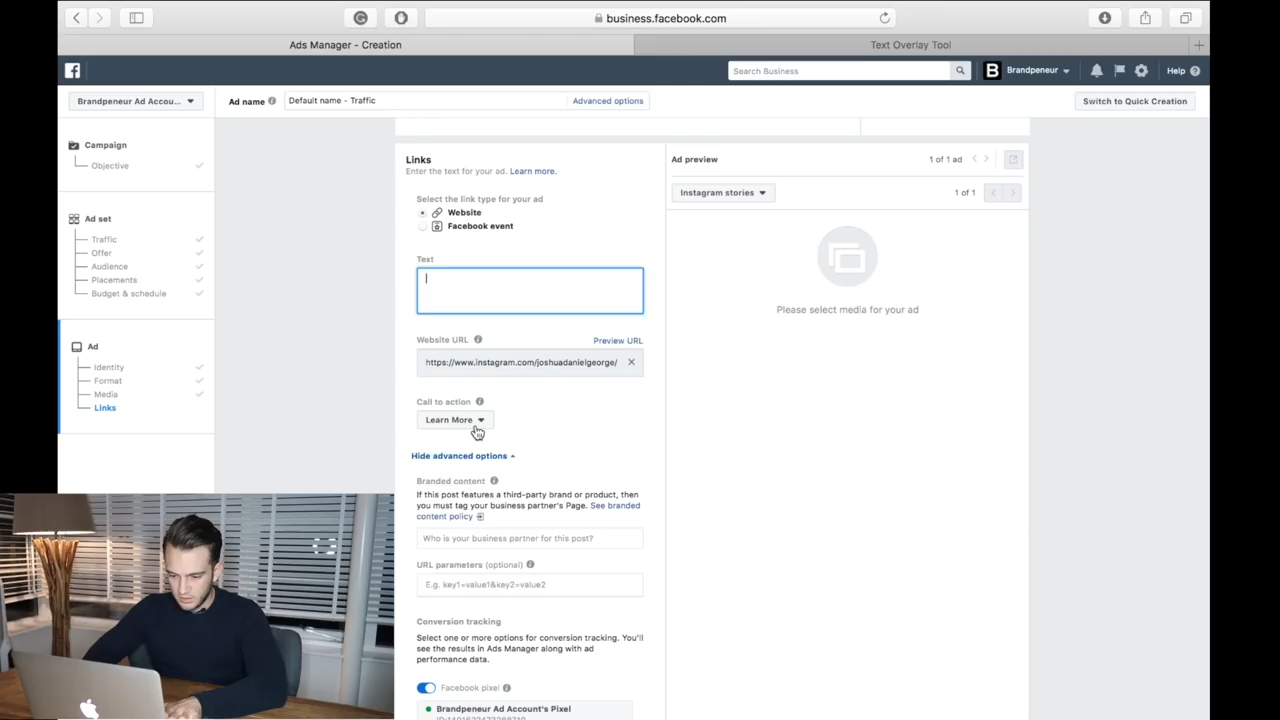 business.facebook.com
Ads Manager - Creation
Text Overlay Tool
Search Business
B
Brandpeneur
Help
Brandpeneur Ad Accou...
Ad name
Default name - Traffic
Advanced options
Switch to Quick Creation
Campaign
Objective
Ad set
Traffic
Offer
Audience
Placements
Budget & schedule
Ad
Identity
Format
Media
Links
Links
Enter the text for your ad. Learn more.
Select the link type for your ad
Website
Facebook event
Text
Website URL
Preview URL
https://www.instagram.com/joshuadanielgeorge/
Call to action
Learn More
Hide advanced options
Branded content
If this post features a third-party brand or product, then
you must tag your business partner's Page. See branded
content policy
Who is your business partner for this post?
URL parameters (optional)
E.g. key1=value1&key2=value2
Conversion tracking
Select one or more options for conversion tracking. You'll
see the results in Ads Manager along with ad
performance data.
Facebook pixel
Brandpeneur Ad Account's Pixel
Ad preview
1 of 1 ad
Instagram stories
1 of 1
Please select media for your ad